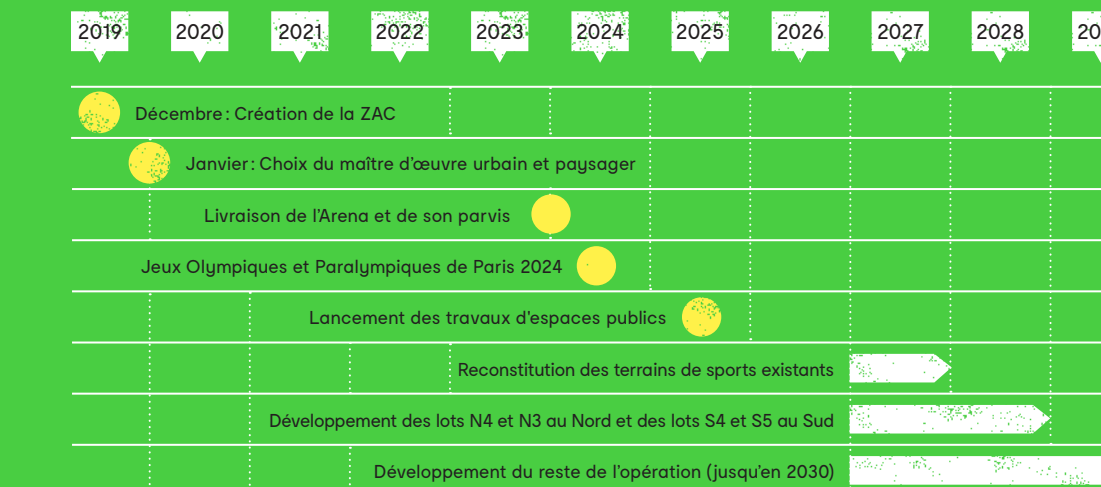 2019 2020 2021 2022 2023 2024 2025 2026 2027 2028 20
Décembre : Création de la ZAC
Janvier : Choix du maître d'œuvre urbain et paysager
Livraison de l'Arena et de son parvis
Jeux Olympiques et Paralympiques de Paris 2024
Lancement des travaux d'espaces publics
Reconstitution des terrains de sports existants
Développement des lots N4 et N3 au Nord et des lots S4 et S5 au Sud
Développement du reste de l'opération (jusqu'en 2030)